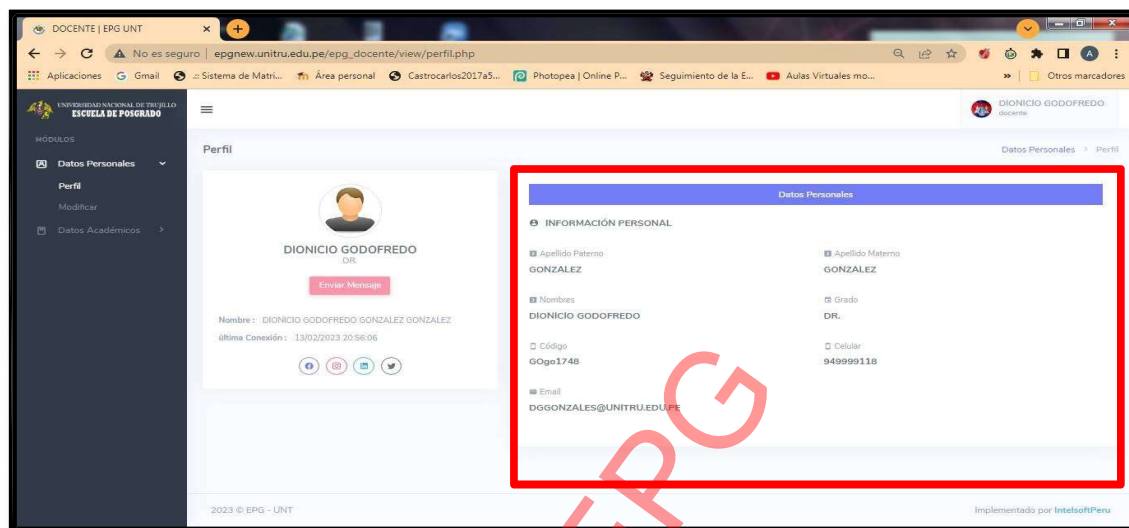 DOCENTE | EPG UNT
No es seguro | epgnew.unitru.edu.pe/epg_docente/view/perfil.php
Aplicaciones Gmail .:: Sistema de Matri... Área personal Castrocarlos2017a5... Photopea | Online P... Seguimiento de la E... Aulas Virtuales mo... » Otros marcadores
UNIVERSIDAD NACIONAL DE TRUJILLO
ESCUELA DE POSGRADO
DIONICIO GODOFREDO
docente
MÓDULOS
Datos Personales
Perfil
Modificar
Datos Académicos
Perfil
Datos Personales > Perfil
DIONICIO GODOFREDO
DR.
Enviar Mensaje
Nombre : DIONICIO GODOFREDO GONZALEZ GONZALEZ
última Conexión : 13/02/2023 20:56:06
Datos Personales
INFORMACIÓN PERSONAL
Apellido Paterno Apellido Materno
GONZALEZ GONZALEZ
Nombres Grado
DIONICIO GODOFREDO DR.
Código Celular
GOgo1748 949999118
Email
DGGONZALES@UNITRU.EDU.PE
EPG
2023 © EPG - UNT
Implementado por IntelsoftPeru